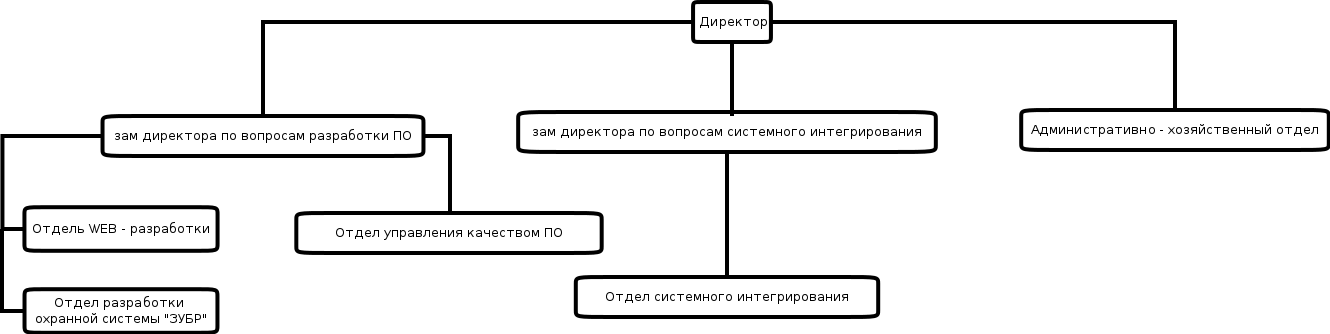 Директор
зам директора по вопросам разработки ПО
зам директора по вопросам системного интегрирования
Административно - хозяйственный отдел
Отдель WEB - разработки
Отдел управления качеством ПО
Отдел системного интегрирования
Отдел разработки
охранной системы "ЗУБР"